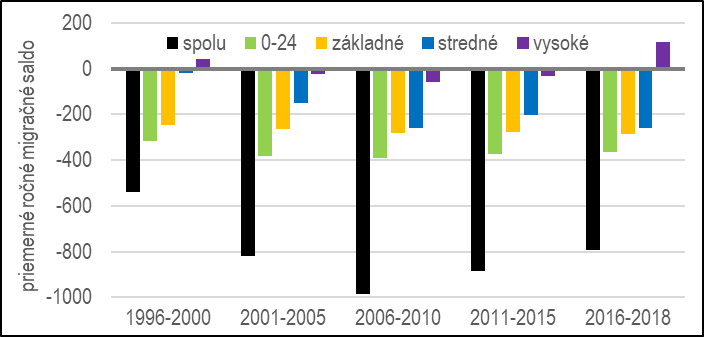 priemerné ročné migračné saldo
200
0
-200
-400
-600
-800
-1000
spolu 0-24 základné stredné vysoké
1996-2000 2001-2005 2006-2010 2011-2015 2016-2018